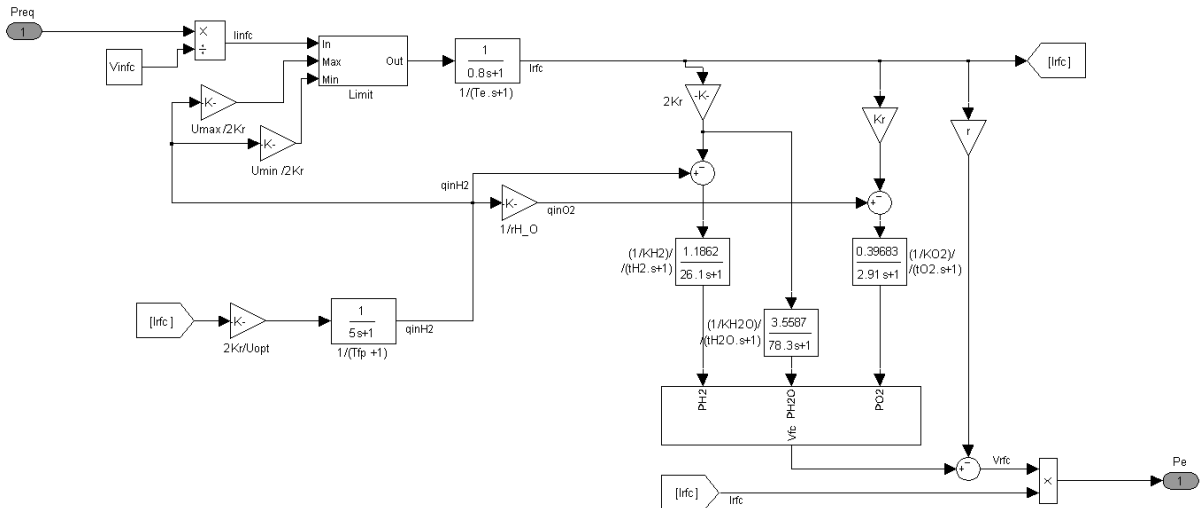 Preq
1
Vinfc
×
÷
Iinfc
In
Max
Min
Out
Limit
1
0.8s+1
1/(Te.s+1)
Irfc
[Irfc]
-K-
2Kr
Kr
r
-K-
Umax /2Kr
-K-
Umin /2Kr
qinH2
-K-
1/rH_O
qinO2
+
−
+
−
(1/KH2)/
/(tH2.s+1)
1.1862
26.1s+1
0.39683
2.91s+1
(1/KO2)/
/(tO2.s+1)
(1/KH2O)/
/(tH2O.s+1)
3.5587
78.3s+1
[Irfc]
-K-
2Kr/Uopt
1
5s+1
1/(Tfp +1)
qinH2
PH2
PH2O
PO2
Vfc
+
−
Vrfc
×
[Irfc]
Irfc
Pe
1